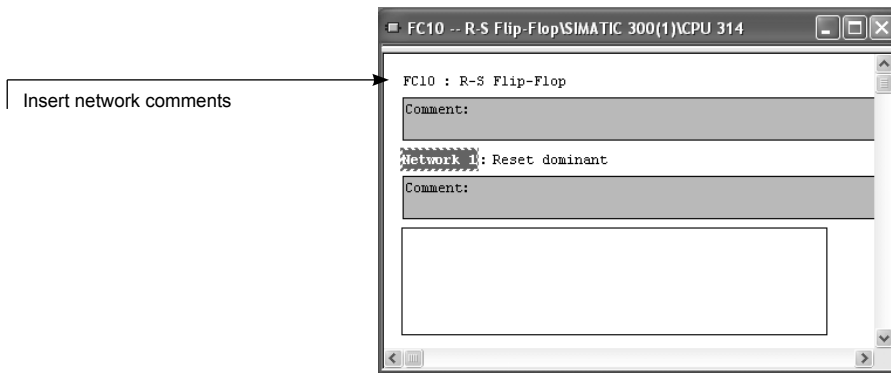 FC10 -- R-S Flip-Flop\SIMATIC 300(1)\CPU 314
Insert network comments
FC10 : R-S Flip-Flop
Comment:
Network 1: Reset dominant
Comment: